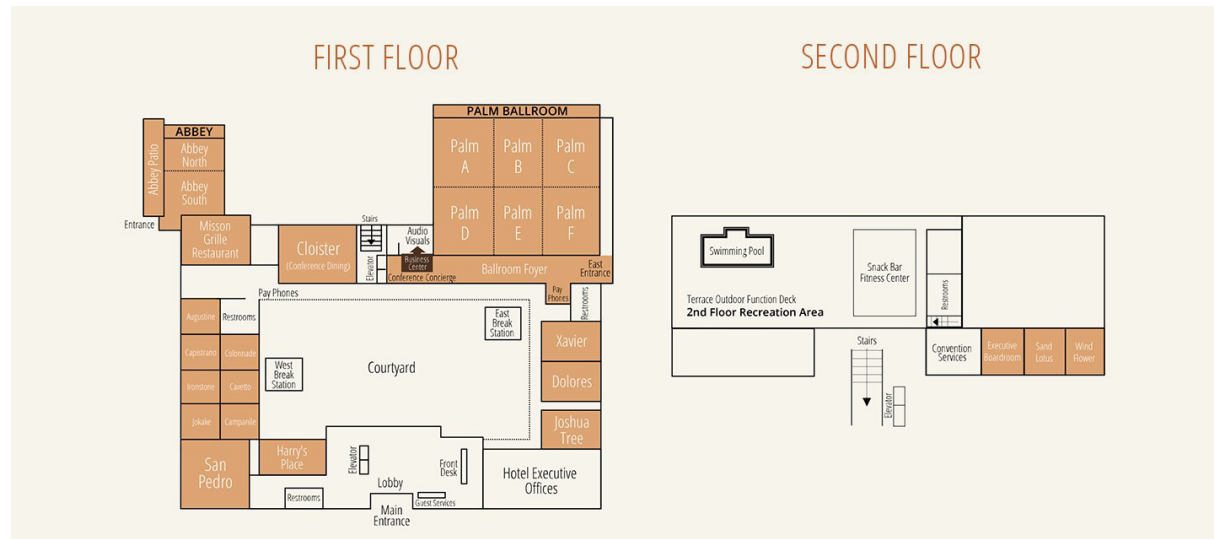 FIRST FLOOR
SECOND FLOOR
PALM BALLROOM
ABBEY
Abbey Patio
Abbey
North
Abbey
South
Entrance
Misson
Grille
Restaurant
Cloister
(Conference Dining)
Stairs
Elevator
Audio
Visuals
Business
Center
Conference Concierge
Palm
A
Palm
B
Palm
C
Palm
D
Palm
E
Palm
F
Ballroom Foyer
East
Entrance
Pay
Phones
Restrooms
Pay Phones
Augustine
Restrooms
Capistrano
Colonnade
Ironstone
Cavetto
Jokake
Campanile
West
Break
Station
East
Break
Station
Courtyard
Xavier
Dolores
Joshua
Tree
San
Pedro
Harry's
Place
Elevator
Front
Desk
Lobby
Restrooms
Guest Services
Main
Entrance
Hotel Executive
Offices
Swimming Pool
Snack Bar
Fitness Center
Restrooms
Terrace Outdoor Function Deck
2nd Floor Recreation Area
Stairs
Elevator
Convention
Services
Executive
Boardroom
Sand
Lotus
Wind
Flower